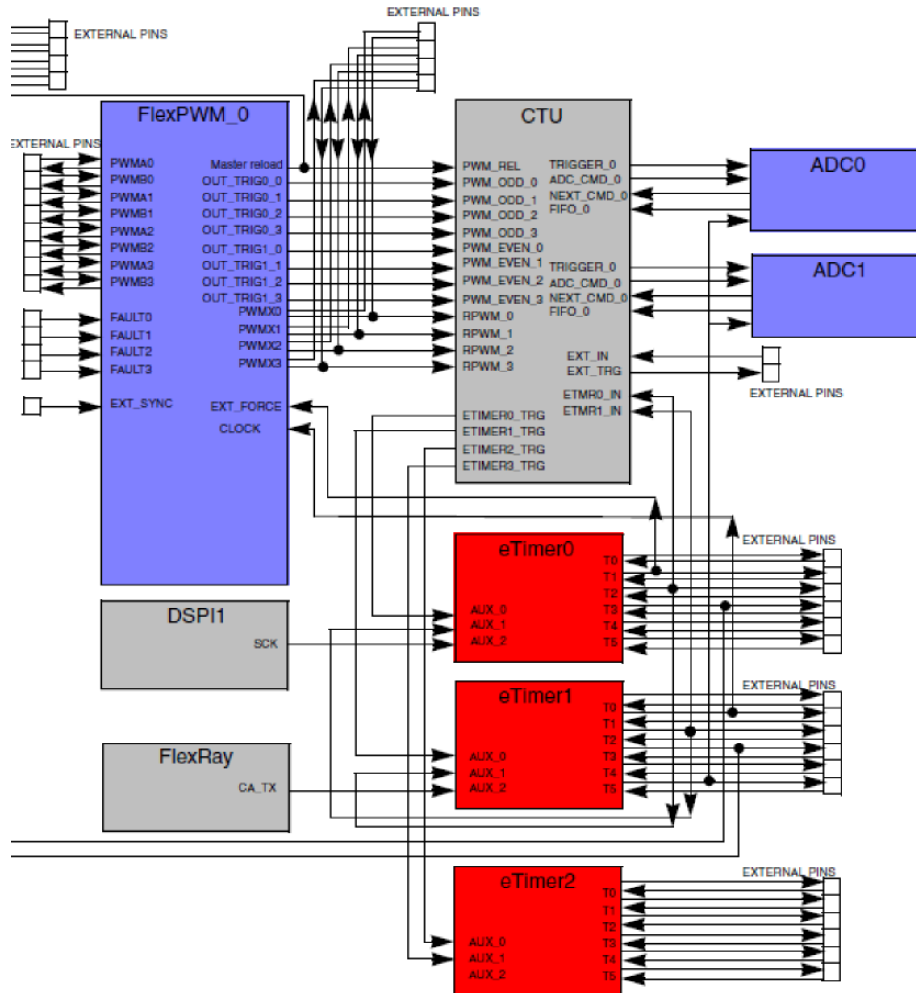 EXTERNAL PINS
EXTERNAL PINS
FlexPWM_0
EXTERNAL PINS
PWMA0
PWMB0
PWMA1
PWMB1
PWMA2
PWMB2
PWMA3
PWMB3
FAULT0
FAULT1
FAULT2
FAULT3
EXT_SYNC
Master reload
OUT_TRIG0_0
OUT_TRIG0_1
OUT_TRIG0_2
OUT_TRIG0_3
OUT_TRIG1_0
OUT_TRIG1_1
OUT_TRIG1_2
OUT_TRIG1_3
PWMX0
PWMX1
PWMX2
PWMX3
EXT_FORCE
CLOCK
CTU
PWM_REL
PWM_ODD_0
PWM_ODD_1
PWM_ODD_2
PWM_ODD_3
PWM_EVEN_0
PWM_EVEN_1
PWM_EVEN_2
PWM_EVEN_3
RPWM_0
RPWM_1
RPWM_2
RPWM_3
ETIMER0_TRG
ETIMER1_TRG
ETIMER2_TRG
ETIMER3_TRG
TRIGGER_0
ADC_CMD_0
NEXT_CMD_0
FIFO_0
TRIGGER_0
ADC_CMD_0
NEXT_CMD_0
FIFO_0
EXT_IN
EXT_TRG
ETMR0_IN
ETMR1_IN
ADC0
ADC1
EXTERNAL PINS
DSPI1
SCK
FlexRay
CA_TX
eTimer0
AUX_0
AUX_1
AUX_2
T0
T1
T2
T3
T4
T5
EXTERNAL PINS
eTimer1
AUX_0
AUX_1
AUX_2
T0
T1
T2
T3
T4
T5
EXTERNAL PINS
eTimer2
AUX_0
AUX_1
AUX_2
T0
T1
T2
T3
T4
T5
EXTERNAL PINS